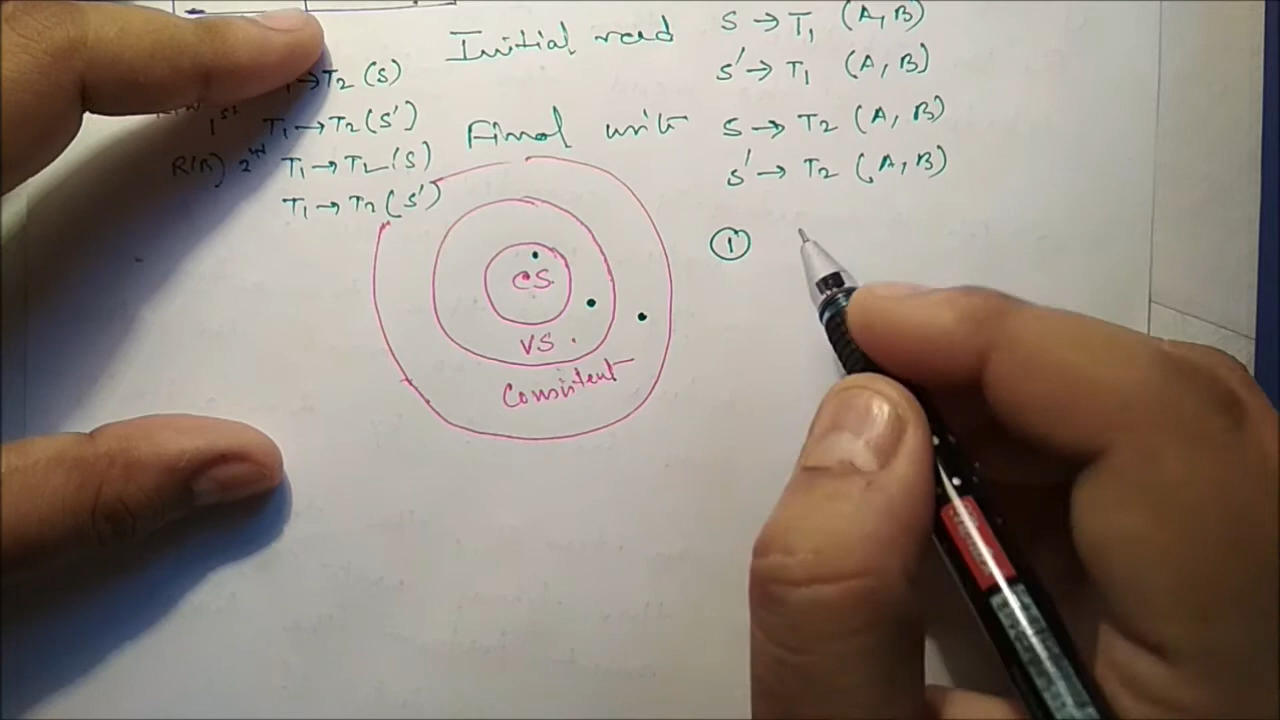 Initial read S → T1 (A, B)
S' → T1 (A, B)
Final write S → T2 (A, B)
S' → T2 (A, B)
→ T2 (S)
1st T1 → T2 (S')
R(B) 2nd T1 → T2 (S)
T1 → T2 (S')
CS
VS
Consistent
①